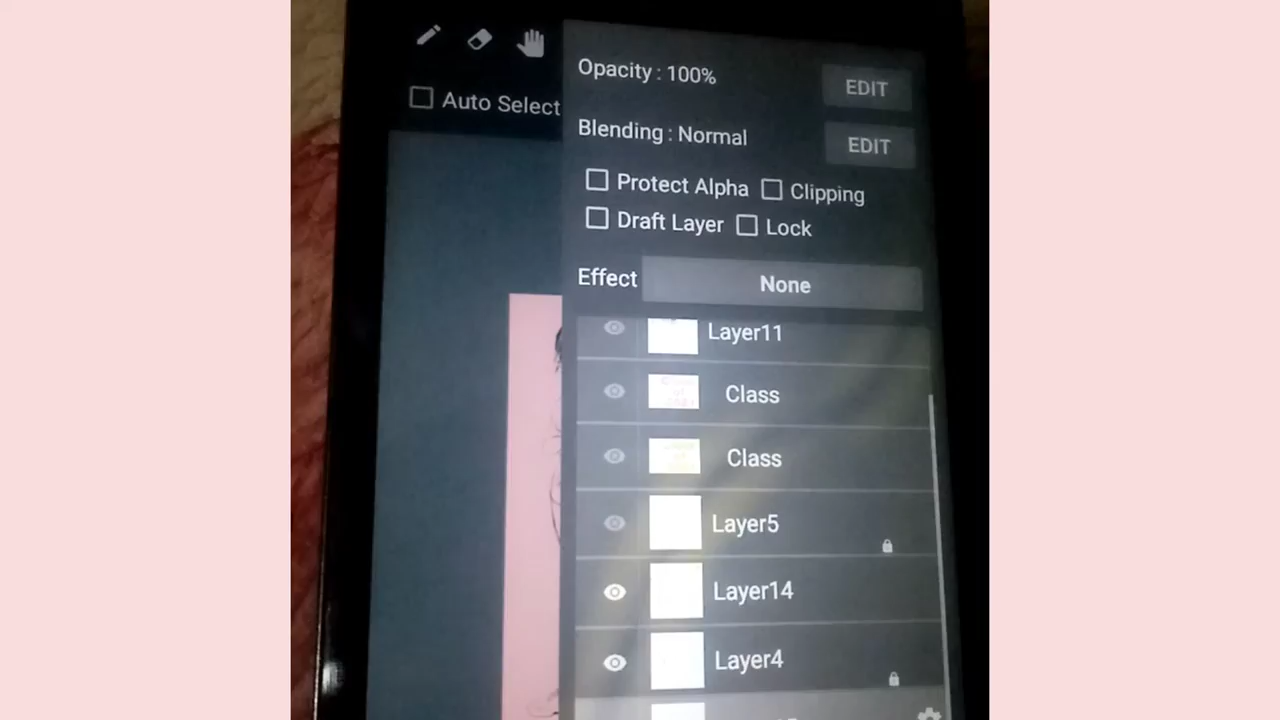 Opacity : 100%
EDIT
Auto Select
Blending : Normal
EDIT
Protect Alpha
Clipping
Draft Layer
Lock
Effect
None
Layer11
Class
Class
Layer5
Layer14
Layer4